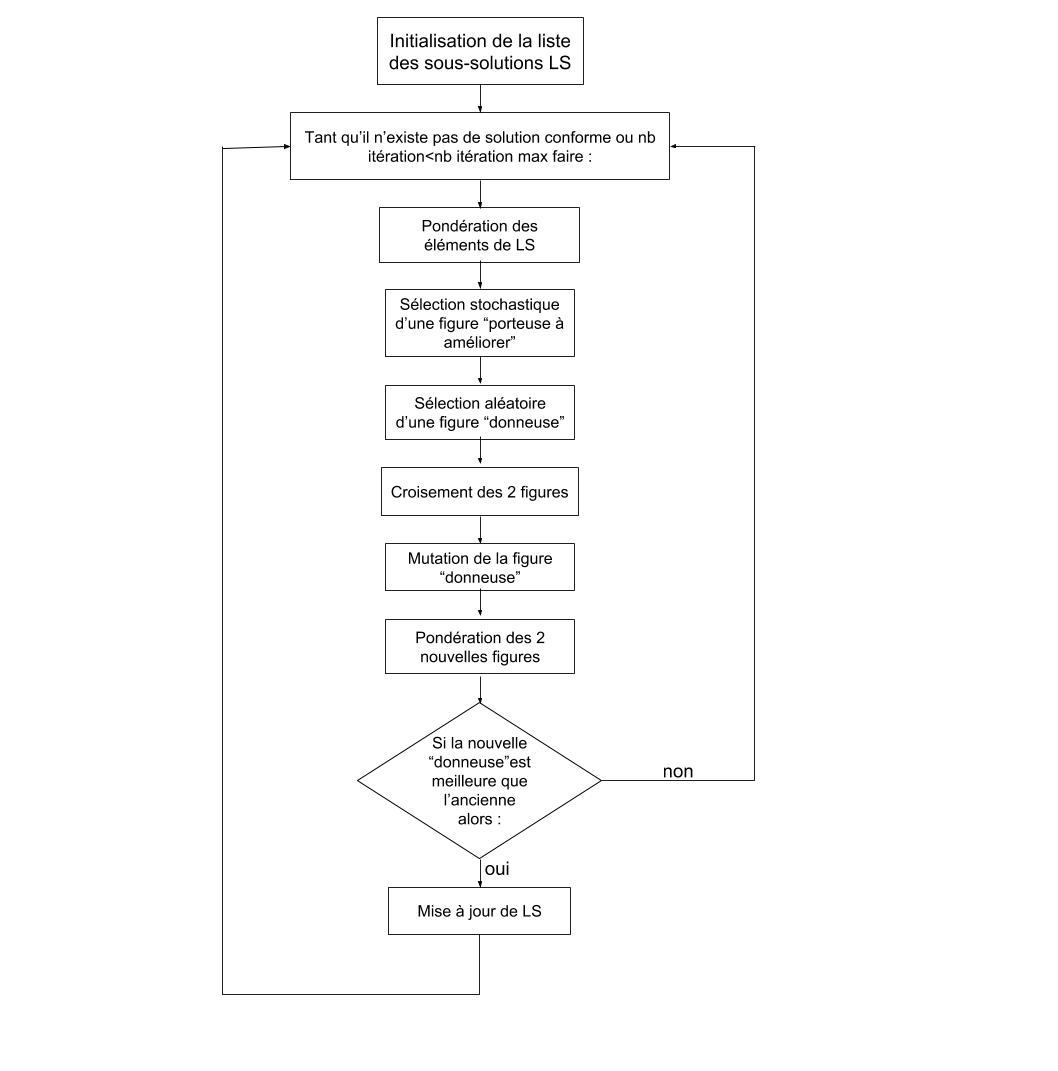 Initialisation de la liste
des sous-solutions LS
Tant qu’il n’existe pas de solution conforme ou nb
itération<nb itération max faire :
Pondération des
éléments de LS
Sélection stochastique
d’une figure “porteuse à
améliorer”
Sélection aléatoire
d’une figure “donneuse”
Croisement des 2 figures
Mutation de la figure
“donneuse”
Pondération des 2
nouvelles figures
Si la nouvelle
“donneuse”est
meilleure que
l’ancienne
alors :
non
oui
Mise à jour de LS